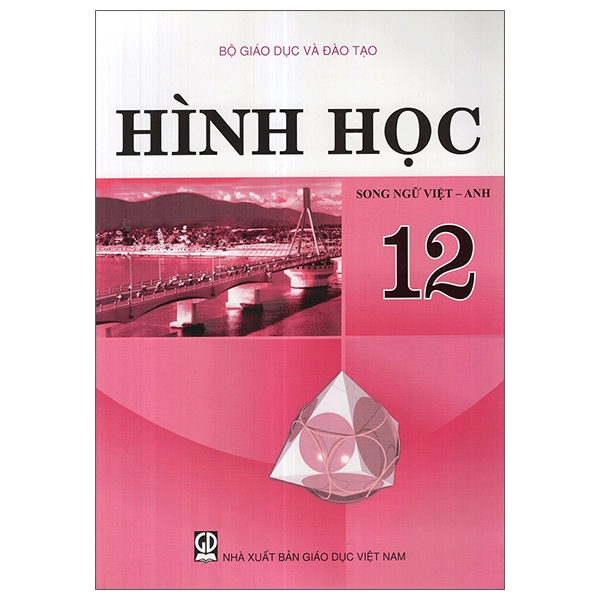 BỘ GIÁO DỤC VÀ ĐÀO TẠO
HÌNH HỌC
SONG NGỮ VIỆT – ANH
12
GD
NHÀ XUẤT BẢN GIÁO DỤC VIỆT NAM